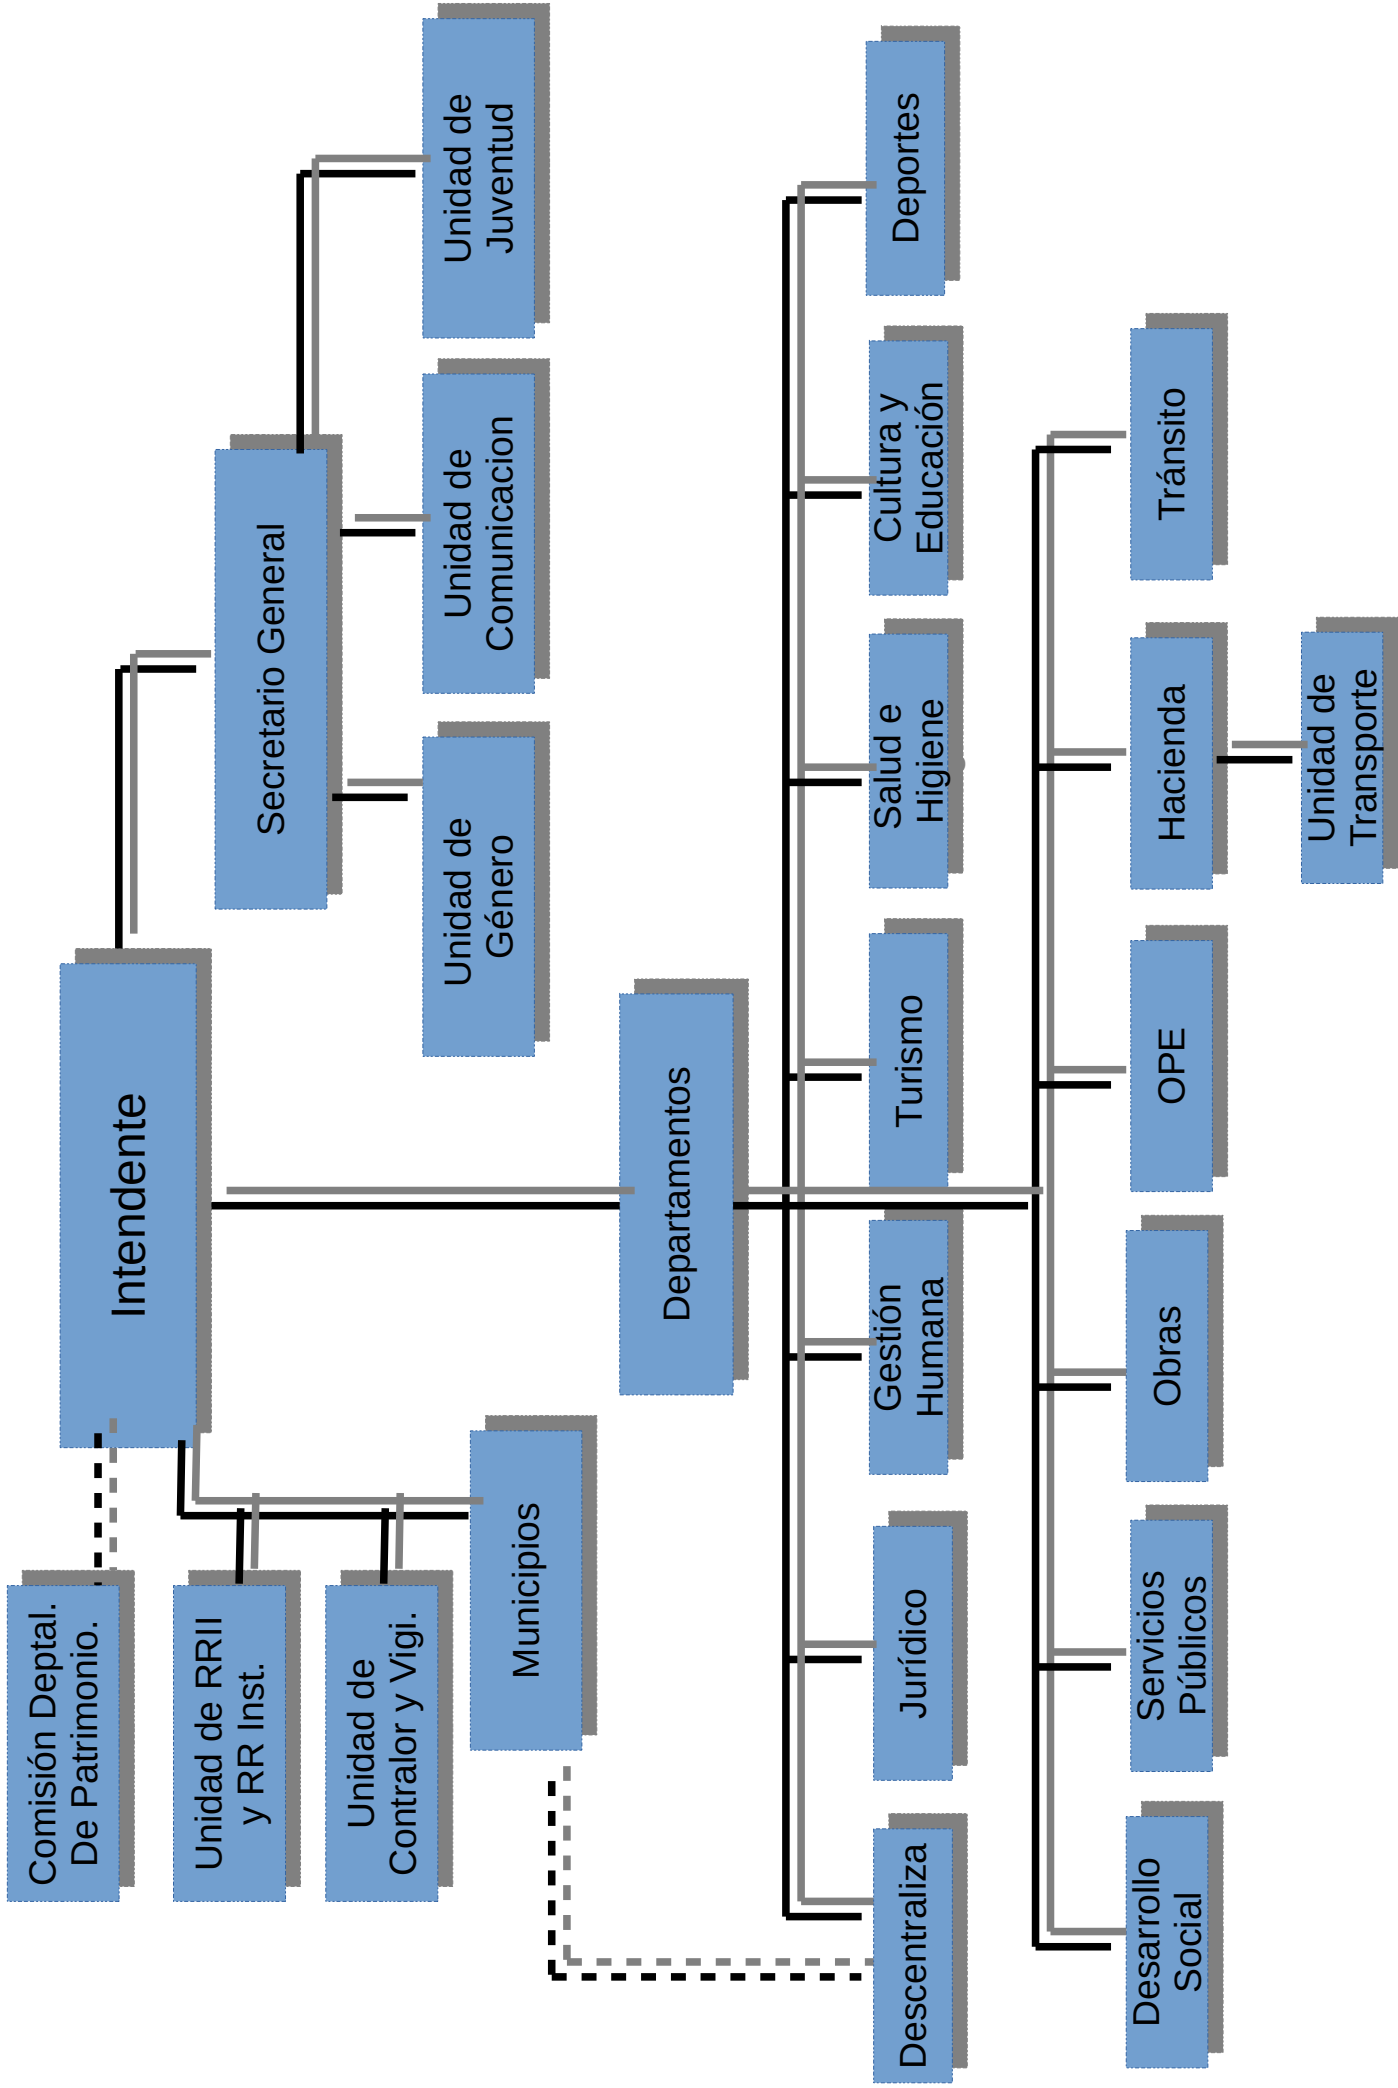 Comisión Deptal.
De Patrimonio.
Intendente
Unidad de RRII
y RR Inst.
Secretario General
Unidad de
Contralor y Vigi.
Unidad de
Género
Unidad de
Comunicacion
Unidad de
Juventud
Municipios
Departamentos
Descentraliza
Jurídico
Gestión
Humana
Turismo
Salud e
Higiene
Cultura y
Educación
Deportes
Desarrollo
Social
Servicios
Públicos
Obras
OPE
Hacienda
Tránsito
Unidad de
Transporte